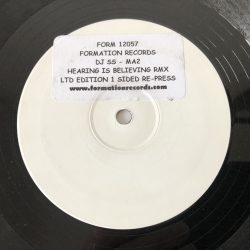 FORM 12057
FORMATION RECORDS
DJ SS - MA2
HEARING IS BELIEVING RMX
LTD EDITION 1 SIDED RE-PRESS
www.formationrecords.com